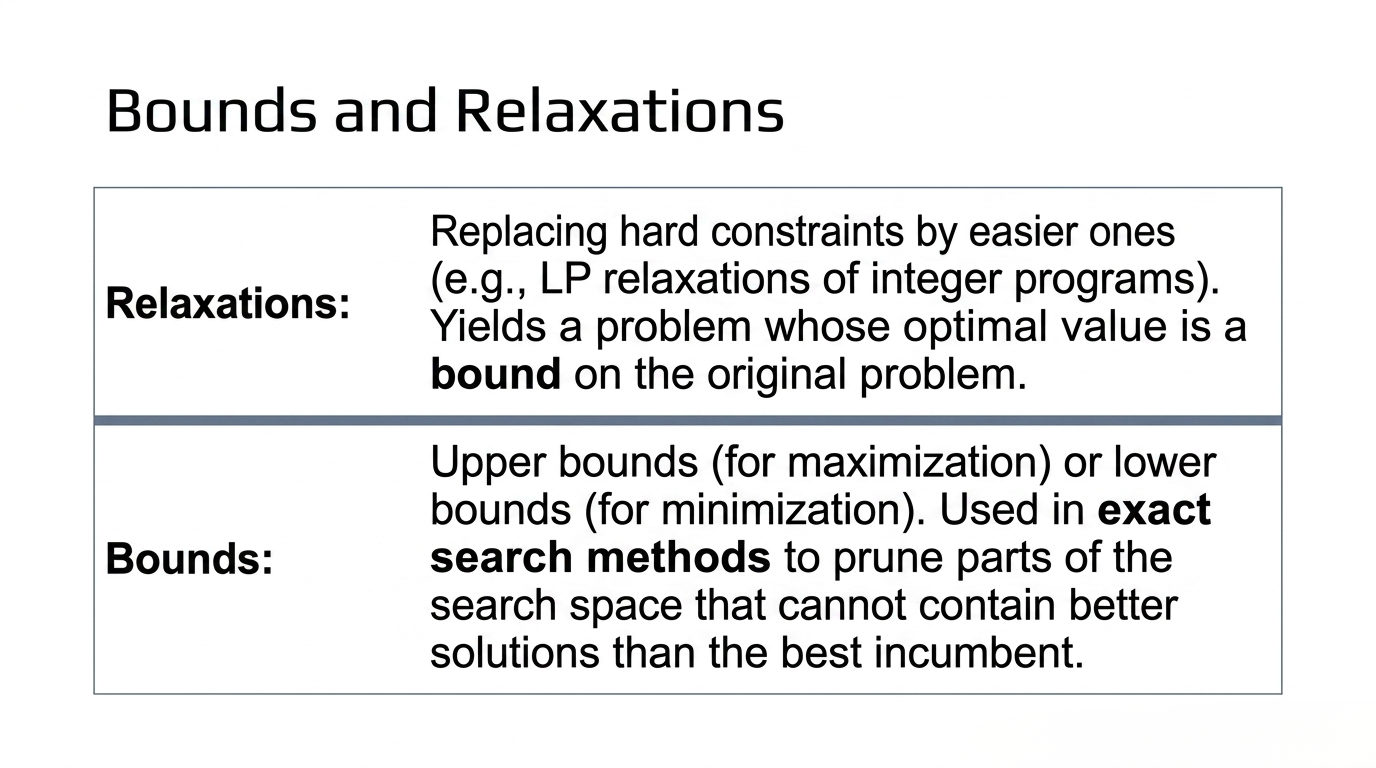 Bounds and Relaxations
Relaxations:
Replacing hard constraints by easier ones
(e.g., LP relaxations of integer programs).
Yields a problem whose optimal value is a
bound on the original problem.
Bounds:
Upper bounds (for maximization) or lower
bounds (for minimization). Used in exact
search methods to prune parts of the
search space that cannot contain better
solutions than the best incumbent.